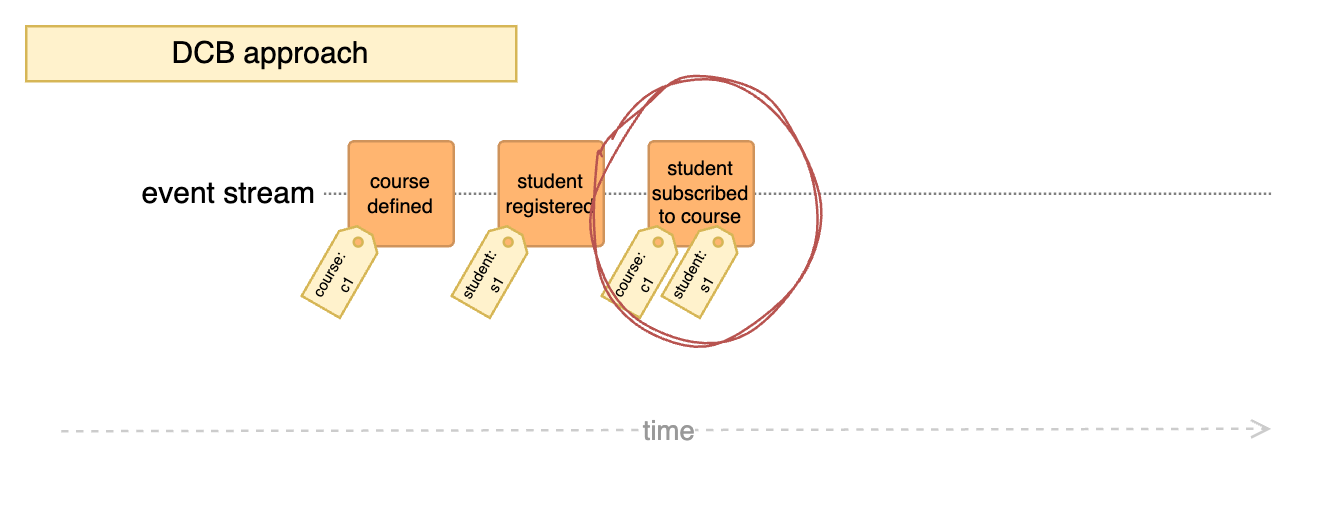 DCB approach
event stream
course
defined
student
registered
student
subscribed
to course
course:
c1
student:
s1
course:
c1
student:
s1
time